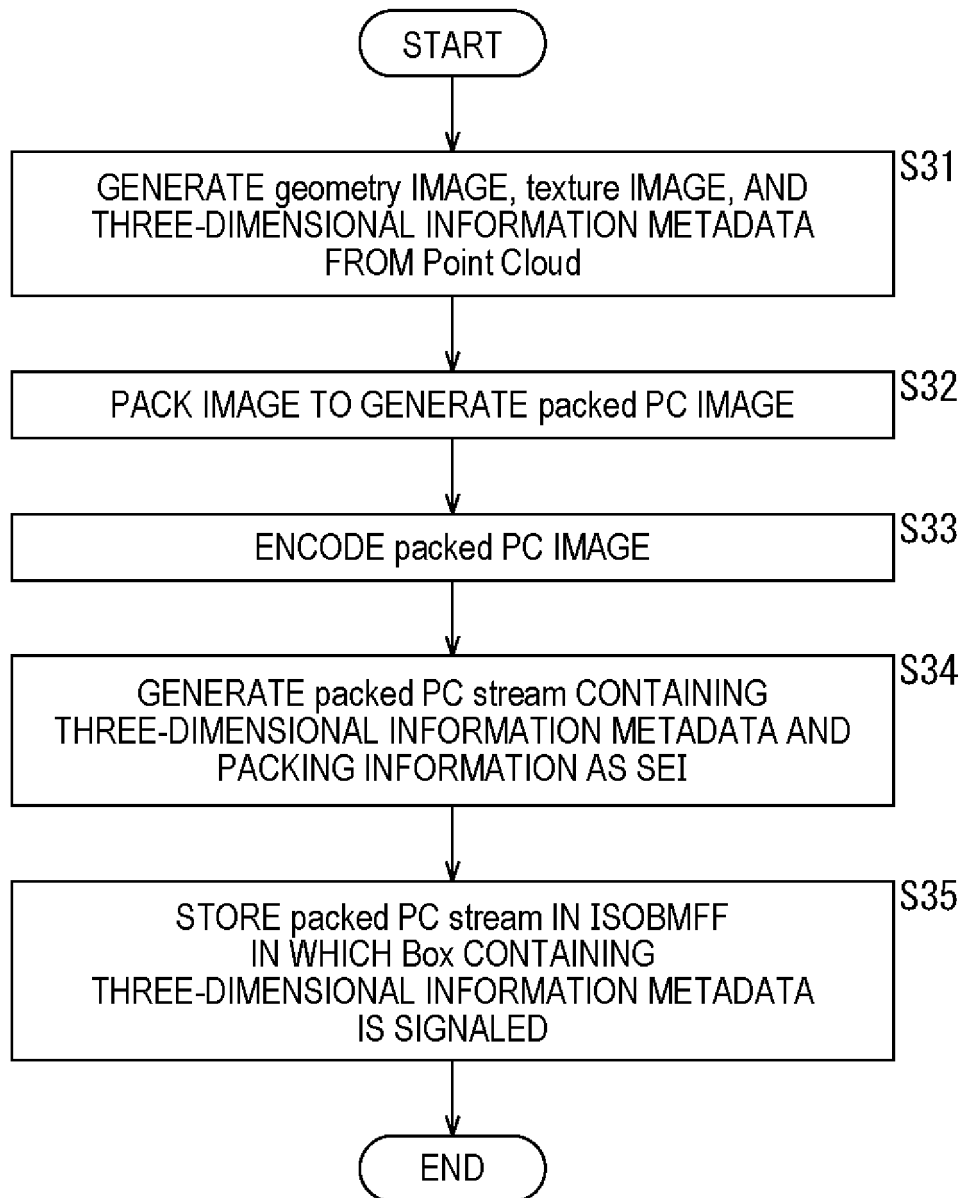 START
S31
GENERATE geometry IMAGE, texture IMAGE, AND
THREE-DIMENSIONAL INFORMATION METADATA
FROM Point Cloud
S32
PACK IMAGE TO GENERATE packed PC IMAGE
S33
ENCODE packed PC IMAGE
S34
GENERATE packed PC stream CONTAINING
THREE-DIMENSIONAL INFORMATION METADATA AND
PACKING INFORMATION AS SEI
S35
STORE packed PC stream IN ISOBMFF
IN WHICH Box CONTAINING
THREE-DIMENSIONAL INFORMATION METADATA
IS SIGNALED
END